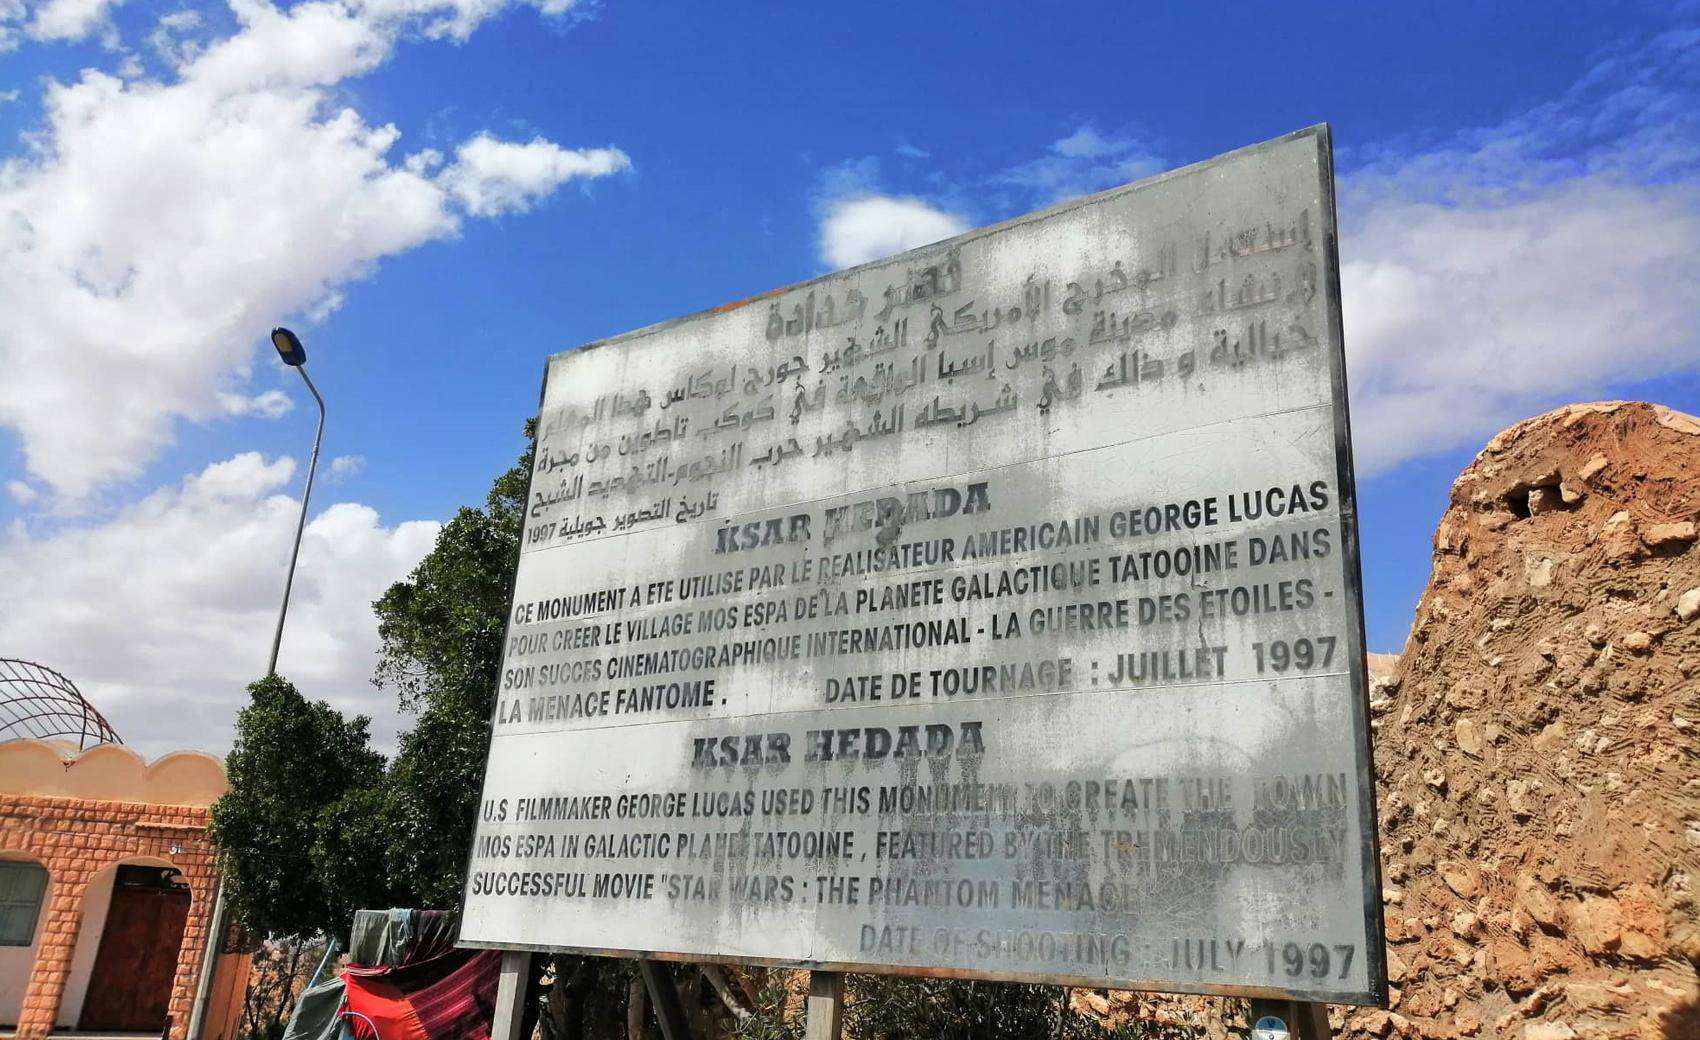 قصر حدادة
إستعمل المخرج الأمريكي الشهير جورج لوكاس هذا المعلم
لإنشاء مدينة موس إسبا الواقعة في كوكب تاطوين من مجرة
خيالية و ذلك في شريطه الشهير حرب النجوم-التهديد الشبح
تاريخ التصوير جويلية 1997
KSAR HEDADA
CE MONUMENT A ETE UTILISE PAR LE REALISATEUR AMERICAIN GEORGE LUCAS
POUR CREER LE VILLAGE MOS ESPA DE LA PLANETE GALACTIQUE TATOOINE DANS
SON SUCCES CINEMATOGRAPHIQUE INTERNATIONAL - LA GUERRE DES ETOILES -
LA MENACE FANTOME . DATE DE TOURNAGE : JUILLET 1997
KSAR HEDADA
U.S FILMMAKER GEORGE LUCAS USED THIS MONUMENT TO CREATE THE TOWN
MOS ESPA IN GALACTIC PLANET TATOOINE , FEATURED BY THE TREMENDOUSLY
SUCCESSFUL MOVIE "STAR WARS : THE PHANTOM MENACE
DATE OF SHOOTING : JULY 1997